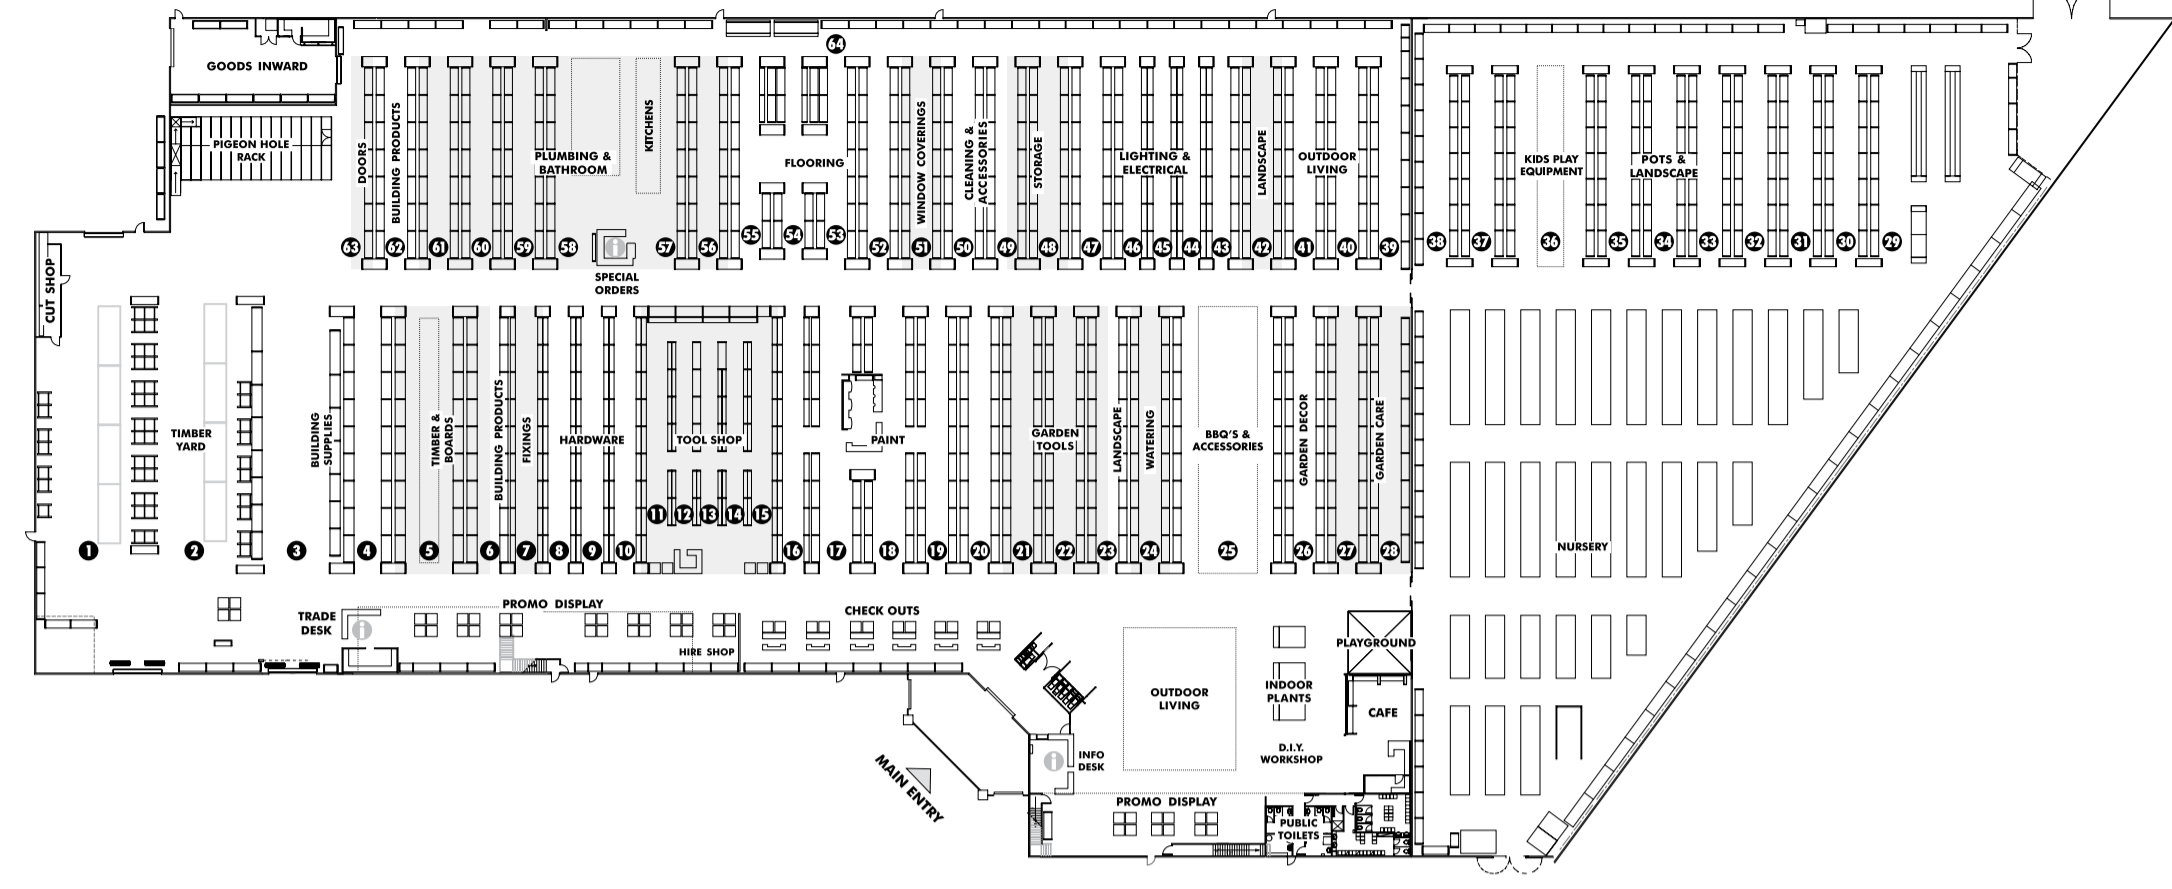 64
GOODS INWARD
PIGEON HOLE
RACK
DOORS
BUILDING PRODUCTS
PLUMBING &
BATHROOM
KITCHENS
FLOORING
WINDOW COVERINGS
CLEANING &
ACCESSORIES
STORAGE
LIGHTING &
ELECTRICAL
LANDSCAPE
OUTDOOR
LIVING
KIDS PLAY
EQUIPMENT
POTS &
LANDSCAPE
63 62 61 60 59 58 57 56 55 54 53 52 51 50 49 48 47 46 45 44 43 42 41 40 39 38 37 36 35 34 33 32 31 30 29
i
SPECIAL
ORDERS
CUT SHOP
TIMBER
YARD
BUILDING
SUPPLIES
TIMBER &
BOARDS
BUILDING PRODUCTS
FIXINGS
HARDWARE
TOOL SHOP
PAINT
GARDEN
TOOLS
LANDSCAPE
WATERING
BBQ'S &
ACCESSORIES
GARDEN DECOR
GARDEN CARE
11 12 13 14 15
1 2 3 4 5 6 7 8 9 10 16 17 18 19 20 21 22 23 24 25 26 27 28
NURSERY
TRADE
DESK
i
PROMO DISPLAY
HIRE SHOP
CHECK OUTS
PLAYGROUND
OUTDOOR
LIVING
INDOOR
PLANTS
CAFE
D.I.Y.
WORKSHOP
i
INFO
DESK
MAIN ENTRY
PROMO DISPLAY
PUBLIC
TOILETS